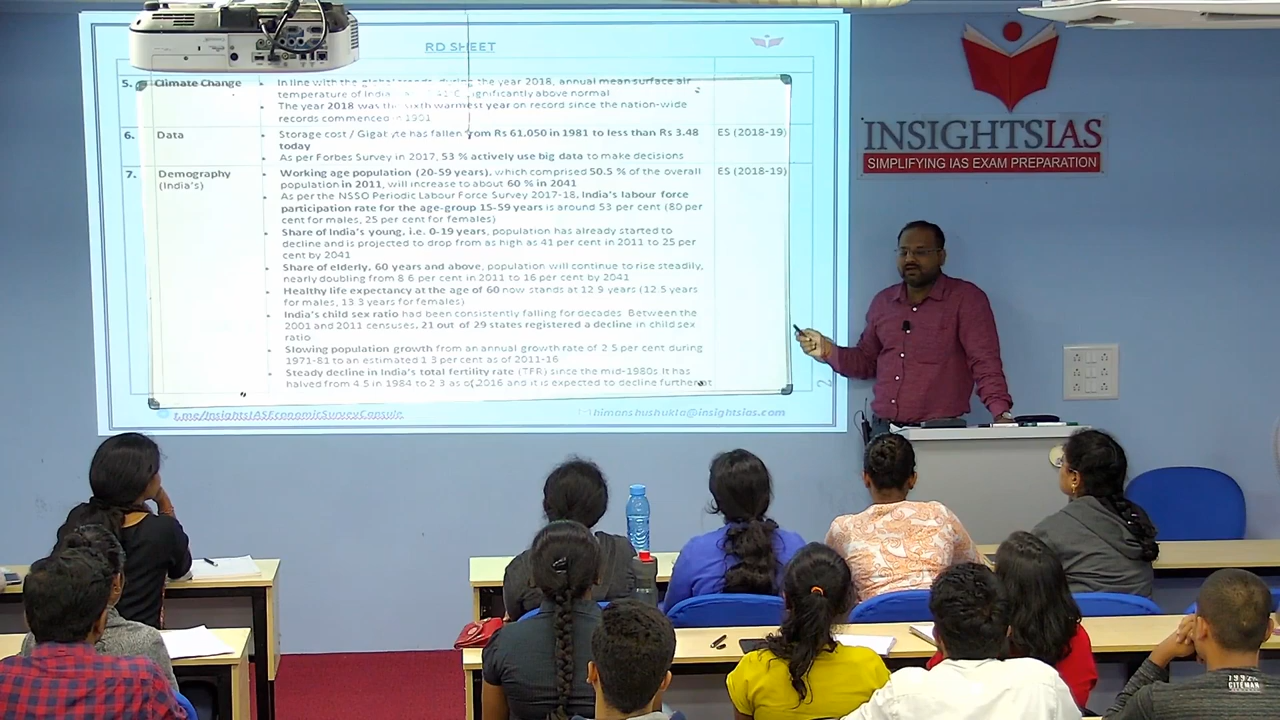 RD SHEET
5. Climate Change • In line with the global trends, during the year 2018, annual mean surface air
temperature of India significantly above normal
• The year 2018 was the sixth warmest year on record since the nation-wide
records commenced in 1901
6. Data • Storage cost / Gigabyte has fallen from Rs 61,050 in 1981 to less than Rs 3.48 ES (2018-19)
today
• As per Forbes Survey in 2017, 53 % actively use big data to make decisions
7. Demography • Working age population (20-59 years), which comprised 50.5 % of the overall ES (2018-19)
(India's) population in 2011, will increase to about 60 % in 2041
• As per the NSSO Periodic Labour Force Survey 2017-18, India's labour force
participation rate for the age-group 15-59 years is around 53 per cent (80 per
cent for males, 25 per cent for females)
• Share of India's young, i.e. 0-19 years, population has already started to
decline and is projected to drop from as high as 41 per cent in 2011 to 25 per
cent by 2041
• Share of elderly, 60 years and above, population will continue to rise steadily,
nearly doubling from 8.6 per cent in 2011 to 16 per cent by 2041
• Healthy life expectancy at the age of 60 now stands at 12.9 years (12.5 years
for males, 13.3 years for females)
• India's child sex ratio had been consistently falling for decades. Between the
2001 and 2011 censuses, 21 out of 29 states registered a decline in child sex
ratio
• Slowing population growth from an annual growth rate of 2.5 per cent during
1971-81 to an estimated 1.3 per cent as of 2011-16
• Steady decline in India's total fertility rate (TFR) since the mid-1980s. It has
halved from 4.5 in 1984 to 2.3 as of 2016 and it is expected to decline further at
t.me/InsightsIASEconomicSurveyCapsule himanshushukla@insightsias.com
2
INSIGHTSIAS
SIMPLIFYING IAS EXAM PREPARATION
1992
CITEMAN